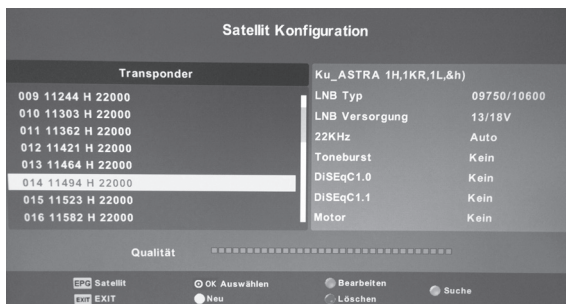 Satellit Konfiguration
Transponder
009 11244 H 22000
010 11303 H 22000
011 11362 H 22000
012 11421 H 22000
013 11464 H 22000
014 11494 H 22000
015 11523 H 22000
016 11582 H 22000
Ku_ASTRA 1H,1KR,1L,&h)
LNB Typ 09750/10600
LNB Versorgung 13/18V
22KHz Auto
Toneburst Kein
DiSEqC1.0 Kein
DiSEqC1.1 Kein
Motor Kein
Qualität
EPG Satellit OK Auswählen Bearbeiten Suche
EXIT EXIT Neu Löschen